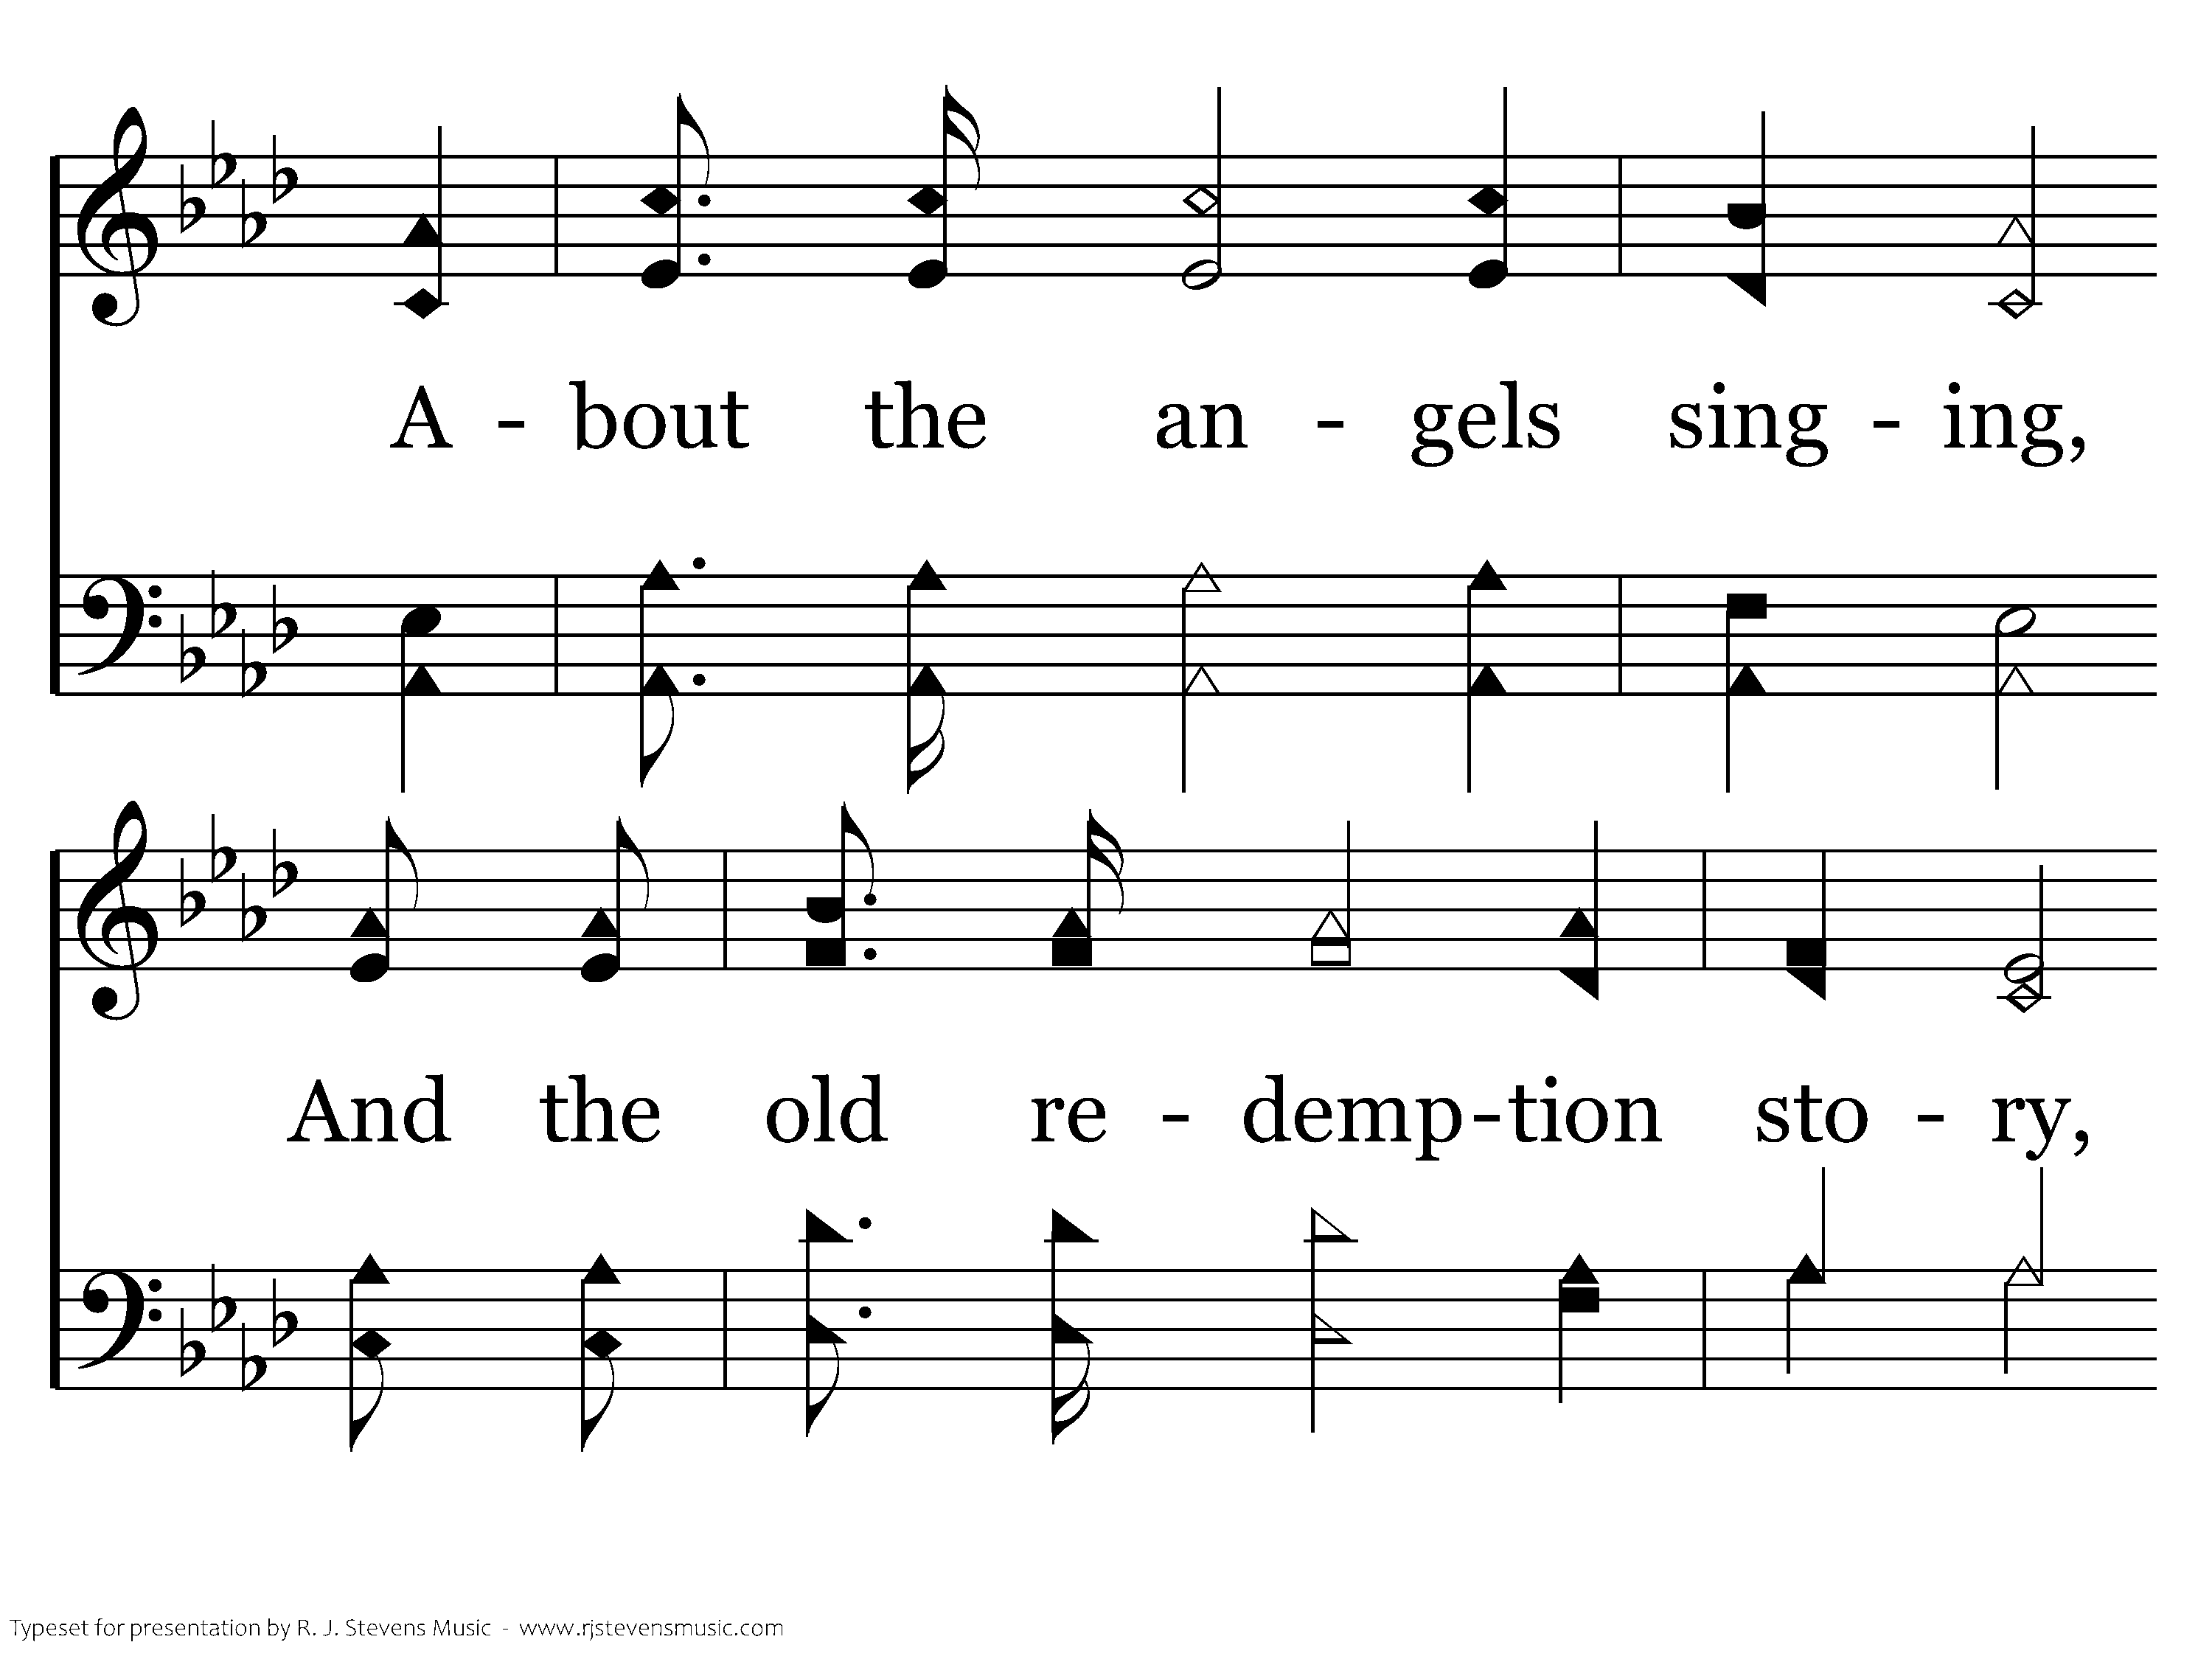 A - bout the an - gels sing - ing,
And the old re - demp - tion sto - ry,
Typeset for presentation by R. J. Stevens Music - www.rjstevensmusic.com